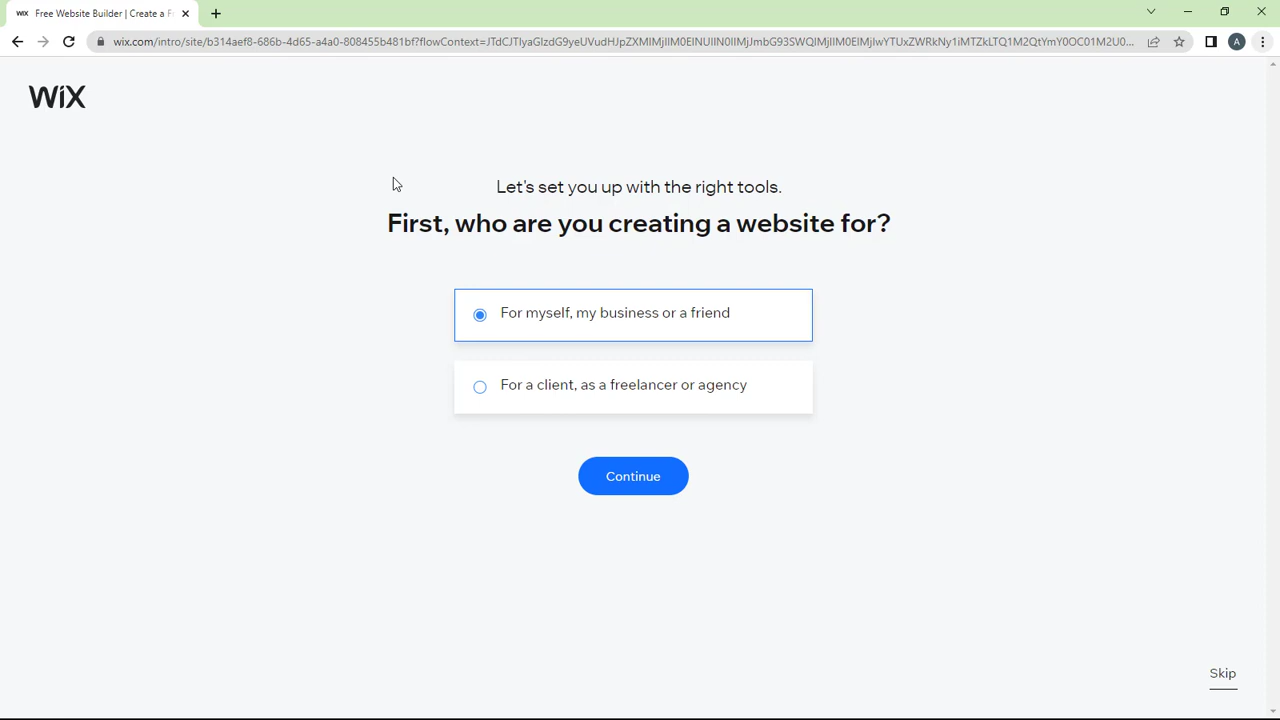 WIX Free Website Builder | Create a F
wix.com/intro/site/b314aef8-686b-4d65-a4a0-808455b481bf?flowContext=
A
WIX
Let's set you up with the right tools.
First, who are you creating a website for?
For myself, my business or a friend
For a client, as a freelancer or agency
Continue
Skip